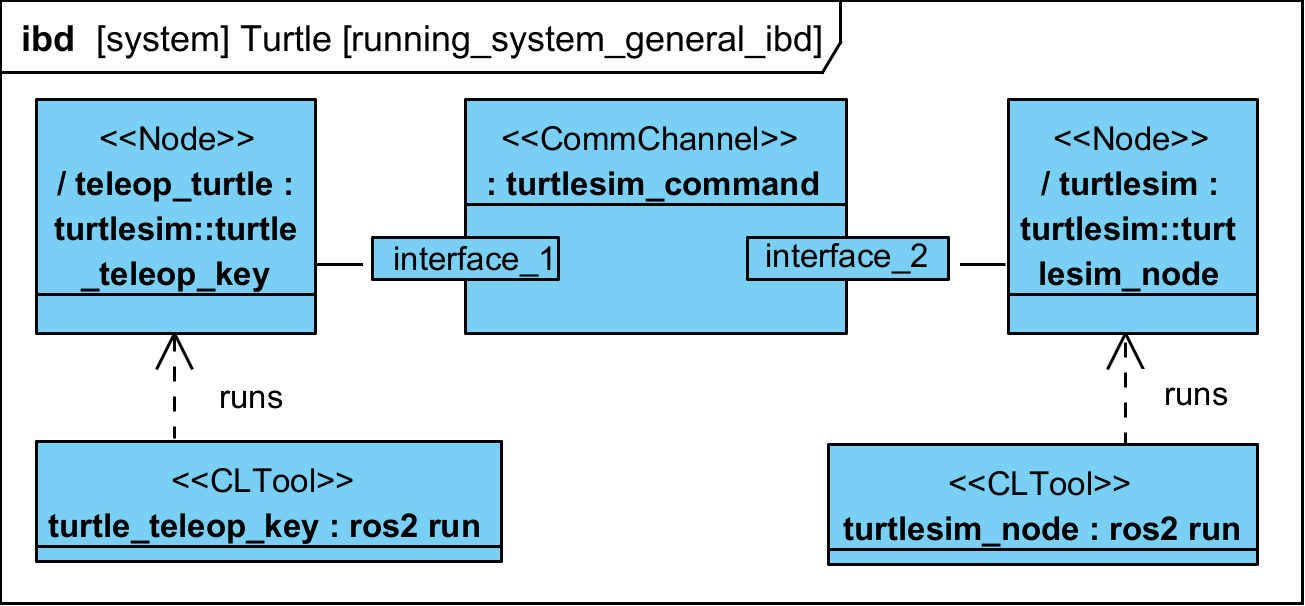 ibd [system] Turtle [running_system_general_ibd]
<<Node>>
/ teleop_turtle :
turtlesim::turtle
_teleop_key
<<CommChannel>>
: turtlesim_command
<<Node>>
/ turtlesim :
turtlesim::turt
lesim_node
interface_1
interface_2
runs
runs
<<CLTool>>
turtle_teleop_key : ros2 run
<<CLTool>>
turtlesim_node : ros2 run